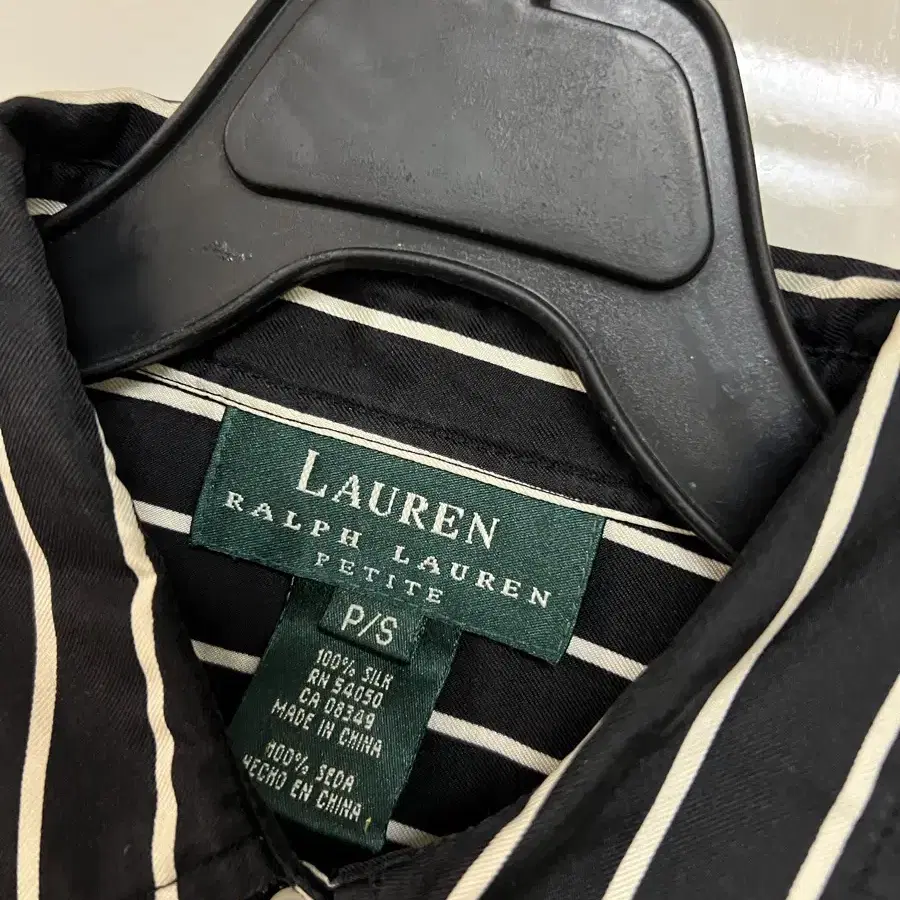 LAUREN
RALPH LAUREN
PETITE
P/S
100% SILK
RN 54050
CA 08349
MADE IN CHINA
100% SEDA
HECHO EN CHINA